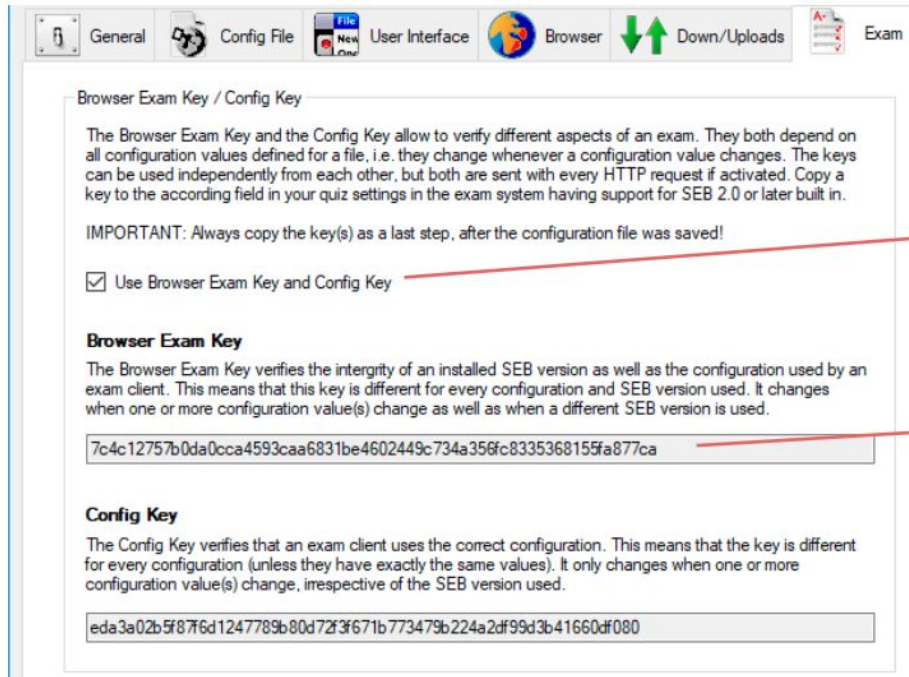 General
Config File
File
New
User Interface
Browser
Down/Uploads
A-
Exam
Browser Exam Key / Config Key
The Browser Exam Key and the Config Key allow to verify different aspects of an exam. They both depend on
all configuration values defined for a file, i.e. they change whenever a configuration value changes. The keys
can be used independently from each other, but both are sent with every HTTP request if activated. Copy a
key to the according field in your quiz settings in the exam system having support for SEB 2.0 or later built in.
IMPORTANT: Always copy the key(s) as a last step, after the configuration file was saved!
Use Browser Exam Key and Config Key
Browser Exam Key
The Browser Exam Key verifies the intergrity of an installed SEB version as well as the configuration used by an
exam client. This means that this key is different for every configuration and SEB version used. It changes
when one or more configuration value(s) change as well as when a different SEB version is used.
7c4c12757b0da0cca4593caa6831be4602449c734a356fc8335368155fa877ca
Config Key
The Config Key verifies that an exam client uses the correct configuration. This means that the key is different
for every configuration (unless they have exactly the same values). It only changes when one or more
configuration value(s) change, irrespective of the SEB version used.
eda3a02b5f87f6d1247789b80d72f3f671b773479b224a2df99d3b41660df080